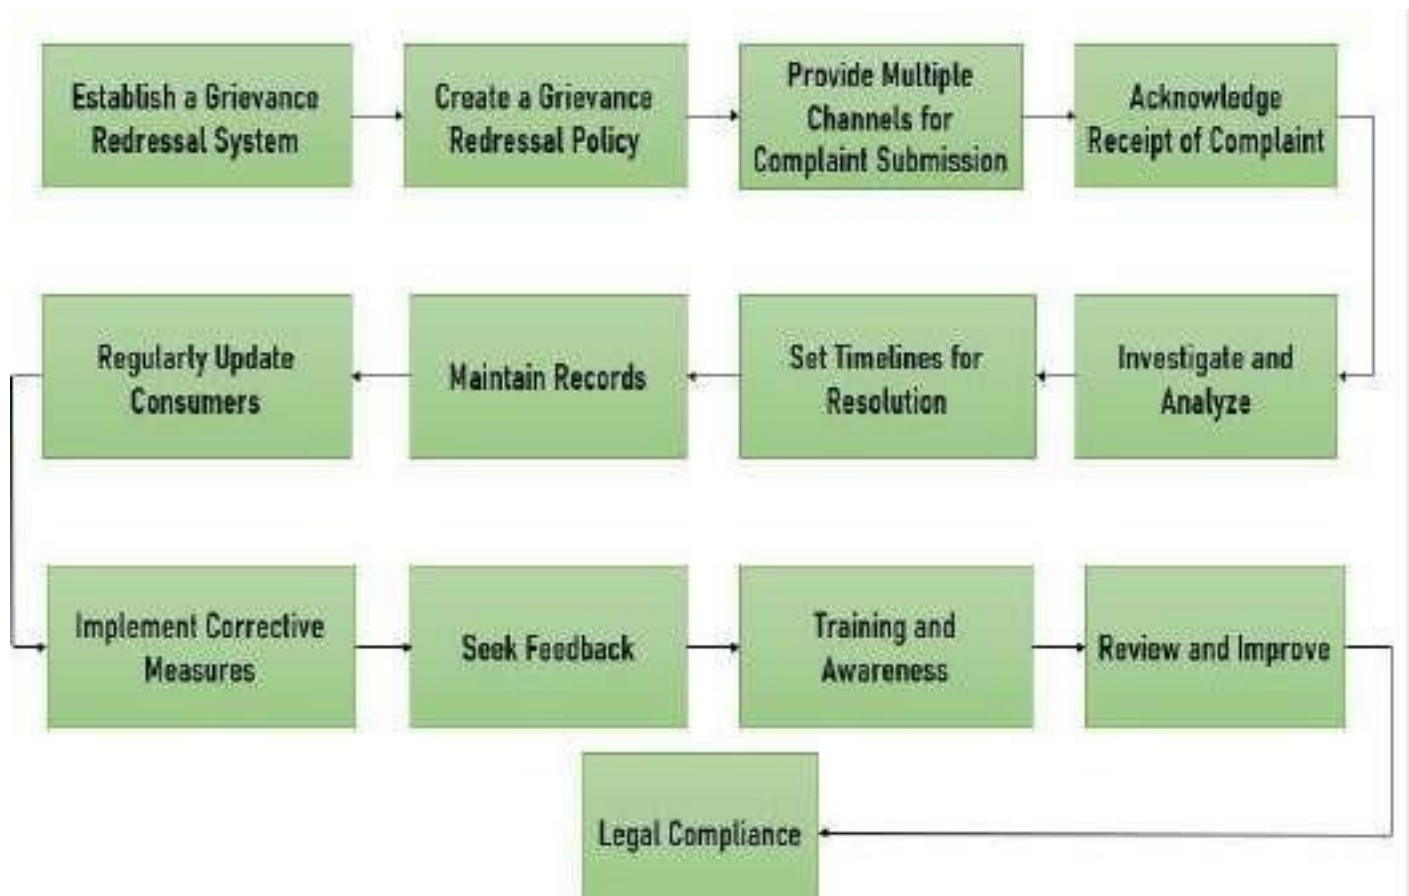 Establish a Grievance
Redressal System
Create a Grievance
Redressal Policy
Provide Multiple
Channels for
Complaint Submission
Acknowledge
Receipt of Complaint
Investigate and
Analyze
Set Timelines for
Resolution
Maintain Records
Regularly Update
Consumers
Implement Corrective
Measures
Seek Feedback
Training and
Awareness
Review and Improve
Legal Compliance